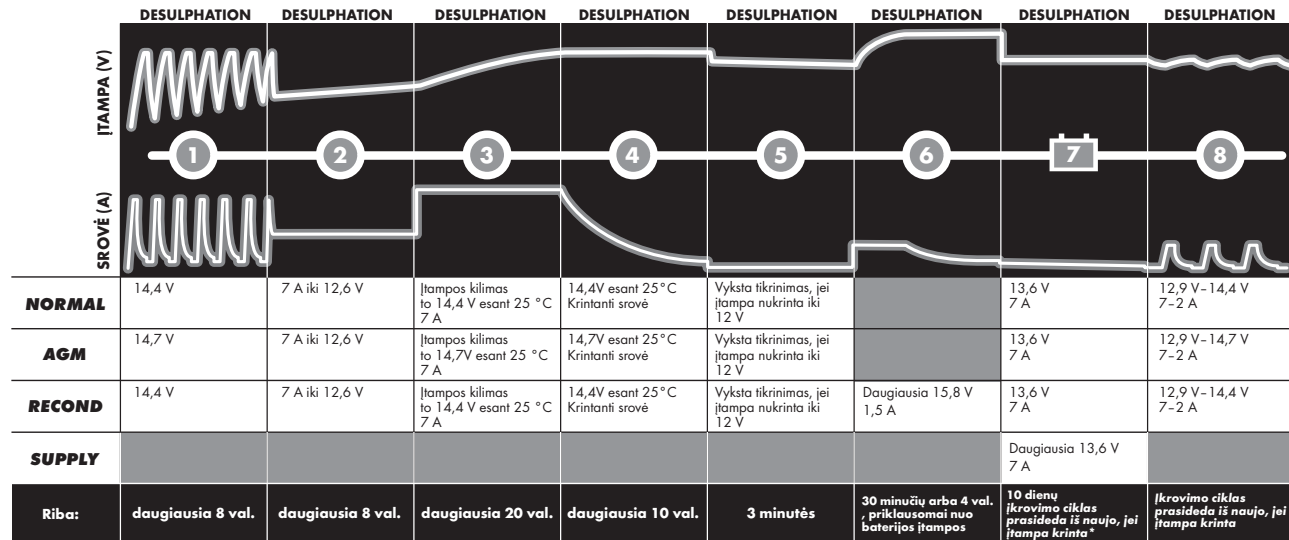 DESULPHATION DESULPHATION DESULPHATION DESULPHATION DESULPHATION DESULPHATION DESULPHATION DESULPHATION
ĮTAMPA (V)
1 2 3 4 5 6 7 8
SROVĖ (A)
NORMAL
14,4 V
7 A iki 12,6 V
Įtampos kilimas
to 14,4 V esant 25 °C
7 A
14,4V esant 25°C
Krintanti srovė
Vyksta tikrinimas, jei
įtampa nukrinta iki
12 V
13,6 V
7 A
12,9 V–14,4 V
7–2 A
AGM
14,7 V
7 A iki 12,6 V
Įtampos kilimas
to 14,7V esant 25 °C
7 A
14,7V esant 25°C
Krintanti srovė
Vyksta tikrinimas, jei
įtampa nukrinta iki
12 V
13,6 V
7 A
12,9 V–14,7 V
7–2 A
RECOND
14,4 V
7 A iki 12,6 V
Įtampos kilimas
to 14,4 V esant 25 °C
7 A
14,4V esant 25°C
Krintanti srovė
Vyksta tikrinimas, jei
įtampa nukrinta iki
12 V
Daugiausia 15,8 V
1,5 A
13,6 V
7 A
12,9 V–14,4 V
7–2 A
SUPPLY
Daugiausia 13,6 V
7 A
Riba:
daugiausia 8 val.
daugiausia 8 val.
daugiausia 20 val.
daugiausia 10 val.
3 minutės
30 minučių arba 4 val.
, priklausomai nuo
baterijos įtampos
10 dienų
įkrovimo ciklas
prasideda iš naujo, jei
įtampa krinta*
Įkrovimo ciklas
prasideda iš naujo, jei
įtampa krinta